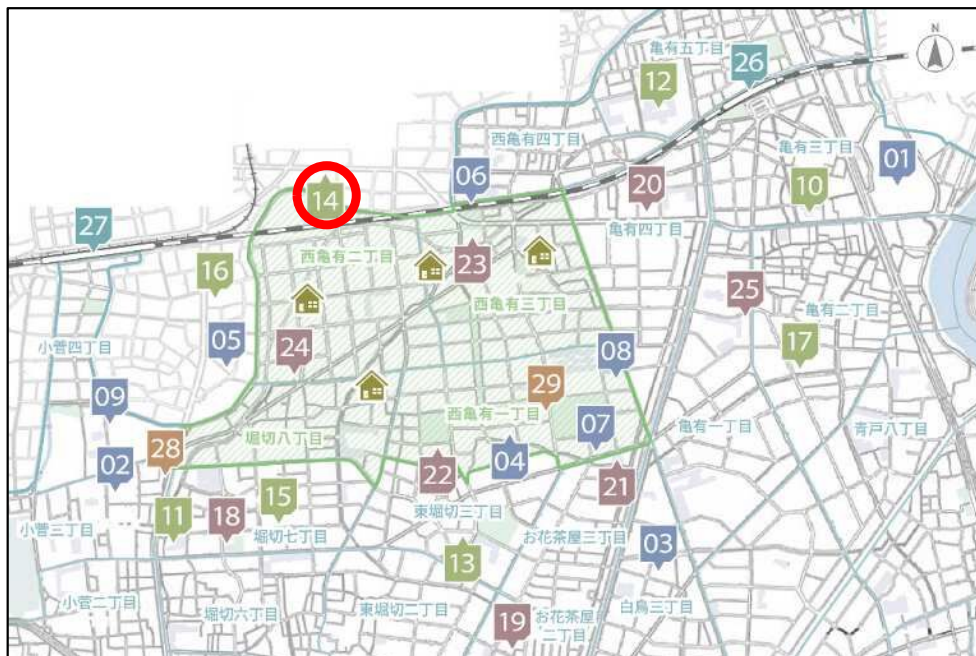 亀有五丁目
26
N
12
西亀有四丁目
亀有三丁目
01
06
20
10
14
27
亀有四丁目
西亀有二丁目
16
23
25
西亀有三丁目
亀有二丁目
小菅四丁目
05
24
08
17
09
29
西亀有一丁目
07
亀有一丁目
青戸八丁目
堀切八丁目
28
02
22
04
21
15
東堀切三丁目
11
18
小菅三丁目
堀切七丁目
お花茶屋三丁目
03
13
小菅二丁目
堀切六丁目
東堀切二丁目
19
お花茶屋
二丁目
白鳥三丁目